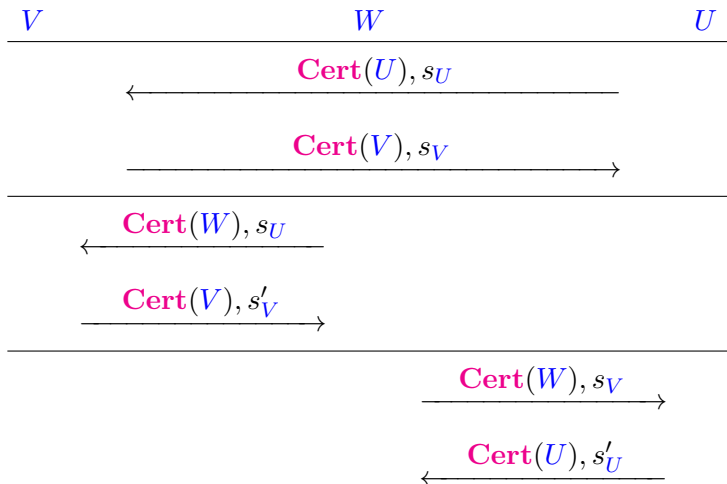 V W U
Cert(U), s_U
Cert(V), s_V
Cert(W), s_U
Cert(V), s'_V
Cert(W), s_V
Cert(U), s'_U